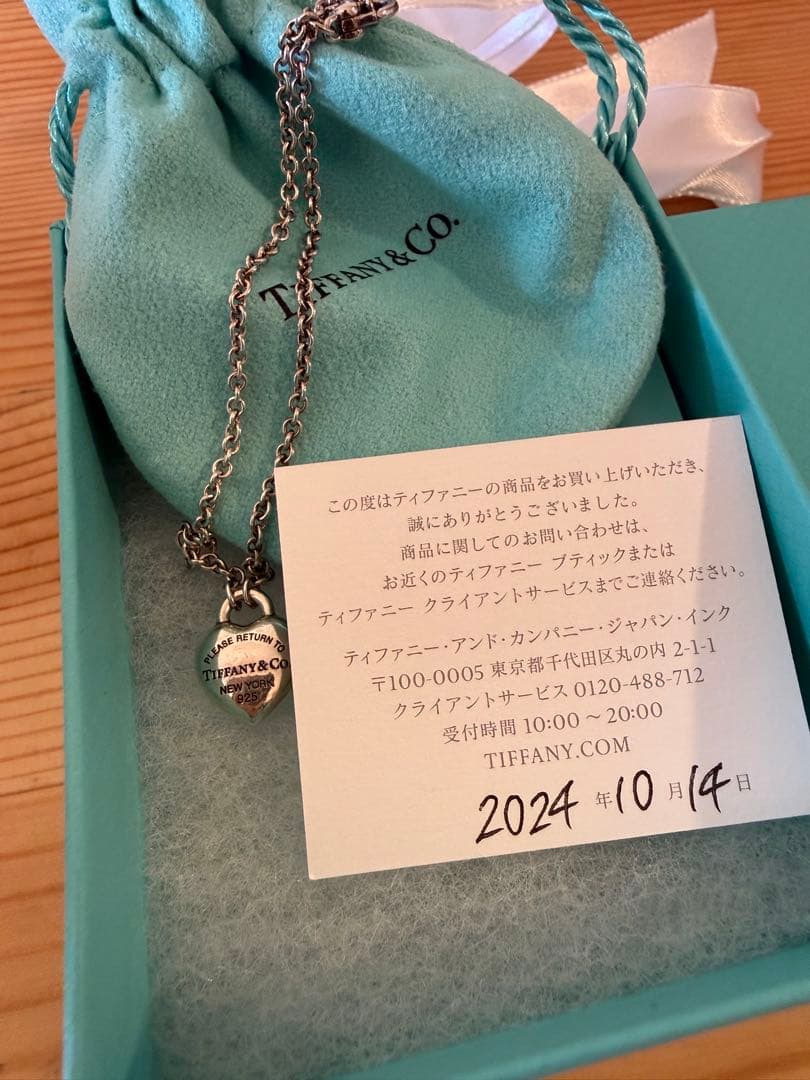 TIFFANY&CO.
PLEASE RETURN TO
TIFFANY&CO
NEW YORK
925
この度はティファニーの商品をお買い上げいただき、
誠にありがとうございました。
商品に関してのお問い合わせは、
お近くのティファニー ブティックまたは
ティファニー クライアントサービスまでご連絡ください。
ティファニー・アンド・カンパニー・ジャパン・インク
〒100-0005 東京都千代田区丸の内 2-1-1
クライアントサービス 0120-488-712
受付時間 10:00～20:00
TIFFANY.COM
2024 年 10 月 14 日